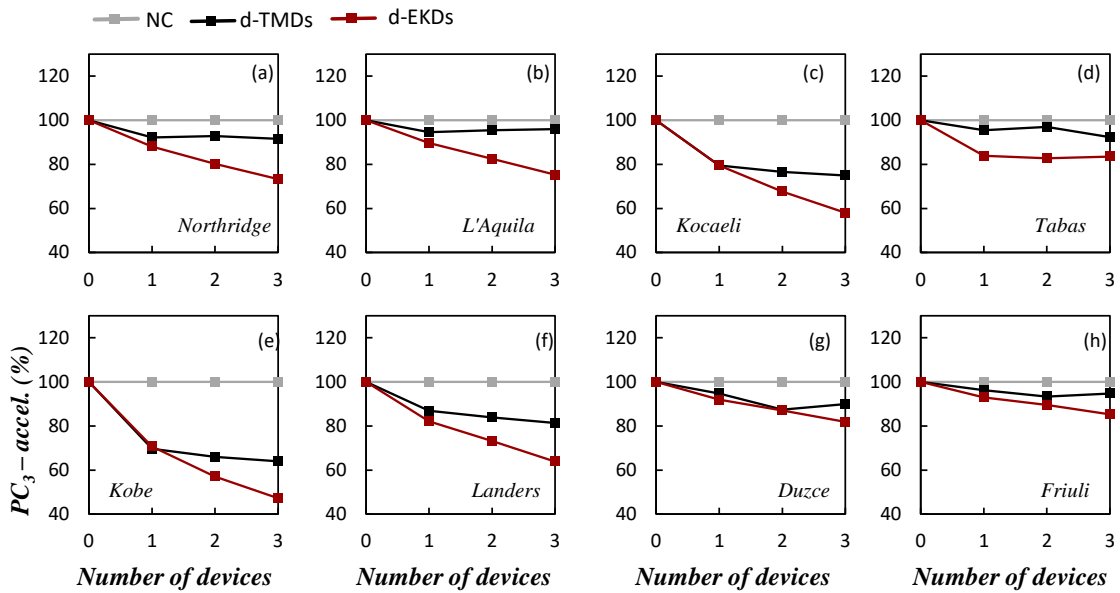 NC d-TMDs d-EKDs
(a) (b) (c) (d)
120 120 120 120
100 100 100 100
80 80 80 80
60 60 60 60
Northridge L'Aquila Kocaeli Tabas
40 40 40 40
0 1 2 3 0 1 2 3 0 1 2 3 0 1 2 3
PC3 – accel. (%)
(e) (f) (g) (h)
120 120 120 120
100 100 100 100
80 80 80 80
60 60 60 60
Kobe Landers Duzce Friuli
40 40 40 40
0 1 2 3 0 1 2 3 0 1 2 3 0 1 2 3
Number of devices Number of devices Number of devices Number of devices